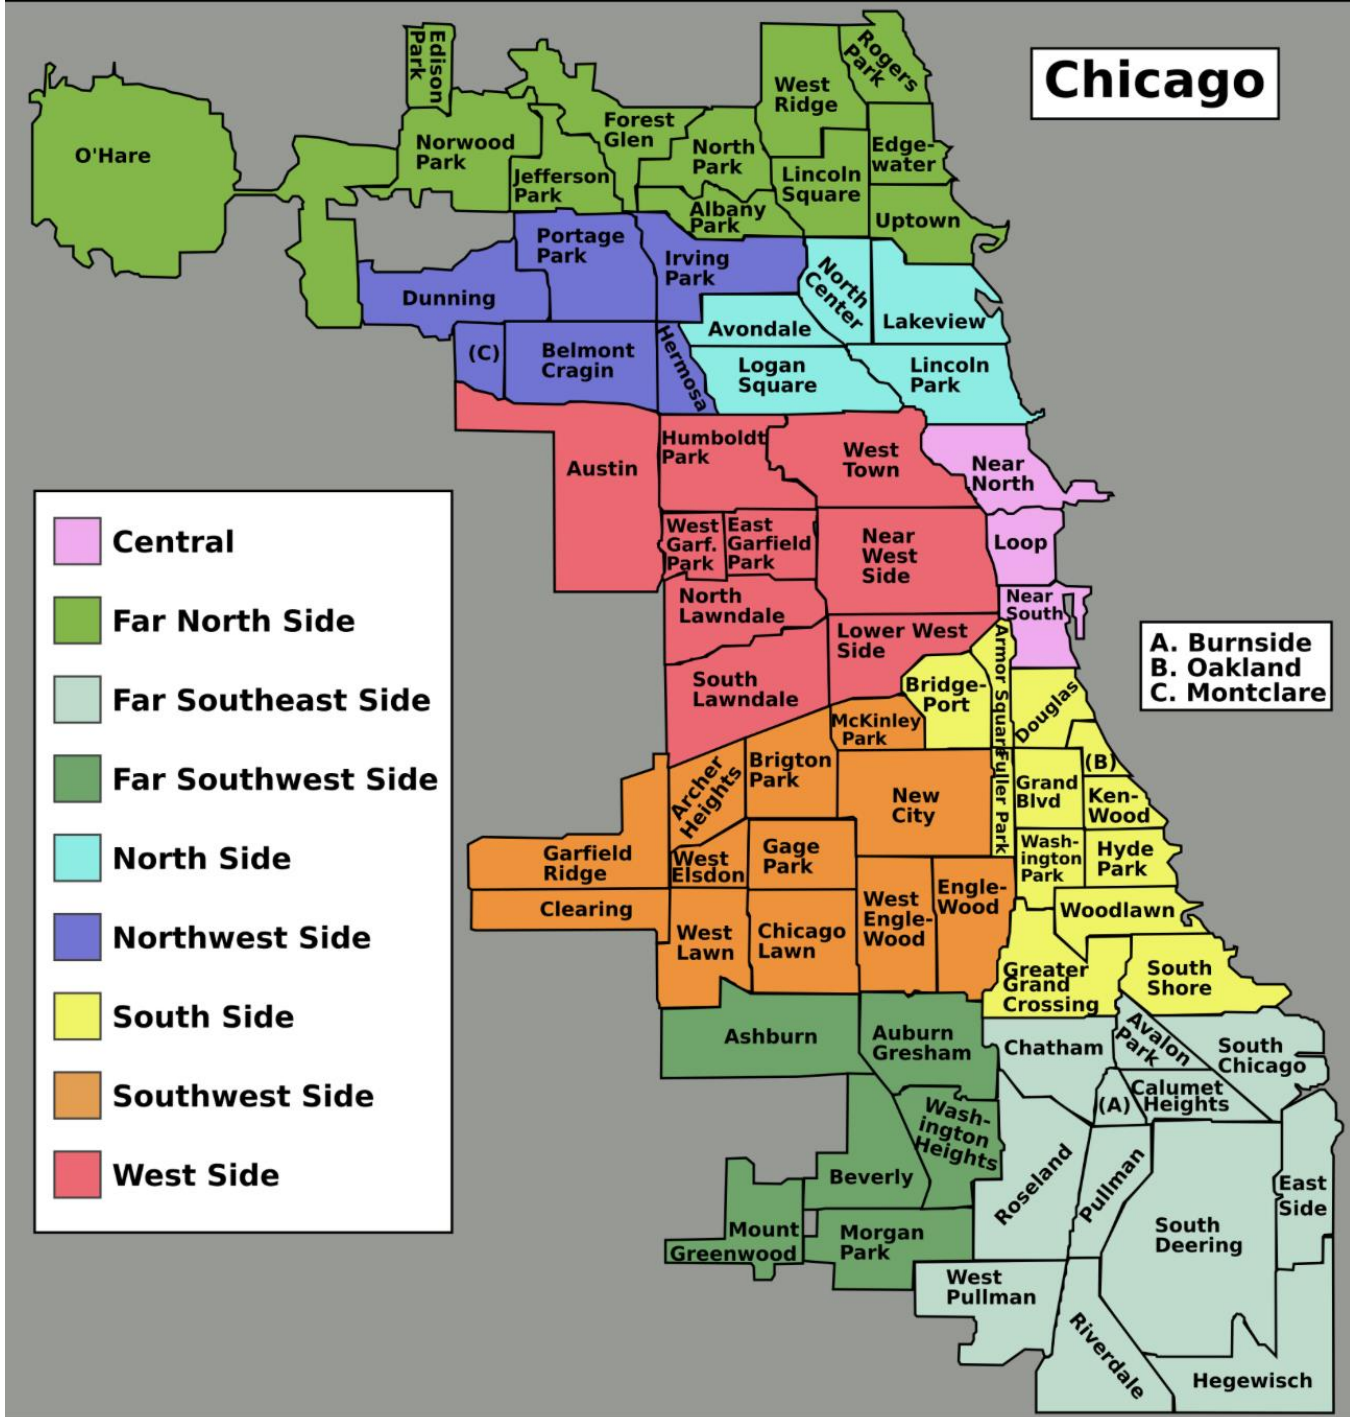 Chicago
Edison
Park
Rogers
Park
West
Ridge
O'Hare
Norwood
Park
Forest
Glen
North
Park
Edge-
water
Jefferson
Park
Lincoln
Square
Albany
Park
Uptown
Portage
Park
Irving
Park
North
Center
Dunning
Avondale
Lakeview
(C)
Belmont
Cragin
Hermosa
Logan
Square
Lincoln
Park
Austin
Humboldt
Park
West
Town
Near
North
West
Garf.
Park
East
Garfield
Park
Near
West
Side
Loop
North
Lawndale
Near
South
Lower West
Side
Armor Square
South
Lawndale
Bridge-
Port
Douglas
McKinley
Park
Archer
Heights
Brigton
Park
New
City
Fuller Park
Grand
Blvd
(B)
Ken-
Wood
Garfield
Ridge
West
Elsdon
Gage
Park
Wash-
ington
Park
Hyde
Park
Clearing
West
Lawn
Chicago
Lawn
West
Engle-
Wood
Engle-
Wood
Woodlawn
Greater
Grand
Crossing
South
Shore
Ashburn
Auburn
Gresham
Chatham
Avalon
Park
South
Chicago
(A)
Calumet
Heights
Wash-
ington
Heights
Beverly
Roseland
Pullman
East
Side
Mount
Greenwood
Morgan
Park
South
Deering
West
Pullman
Riverdale
Hegewisch
Central
Far North Side
Far Southeast Side
Far Southwest Side
North Side
Northwest Side
South Side
Southwest Side
West Side
A. Burnside
B. Oakland
C. Montclare